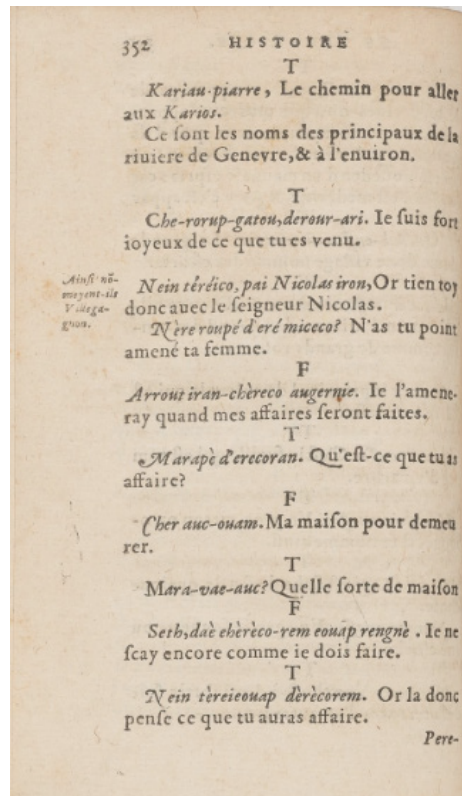 352 HISTOIRE
T
Kariau-piarre, Le chemin pour aller
aux Karios.
Ce ſont les noms des principaux de la
riuiere de Geneure, & à l'enuiron.
T
Che-rorup-gatou, derour-ari. Ie ſuis fort
ioyeux de ce que tu es venu.
Ainſi nō-
moyent-ils
Villega-
gnon.
Nein téréico, pai Nicolas iron, Or tien toy
donc auec le ſeigneur Nicolas.
Nère roupé d'eré miceco? N'as tu point
amené ta femme.
F
Arrout iran-chèreco augernie. Ie l'amene-
ray quand mes affaires ſeront faites.
T
Marapè d'erecoran. Qu'eſt-ce que tu as
affaire?
F
Cher auc-ouam. Ma maiſon pour demeu
rer.
T
Mara-vae-auc? Quelle ſorte de maiſon
F
Seth, daè ehèrèco-rem eouap rengnè. Ie ne
ſcay encore comme ie dois faire.
T
Nein tèreieouap dèrècorem. Or la donc
penſe ce que tu auras affaire.
Pere-